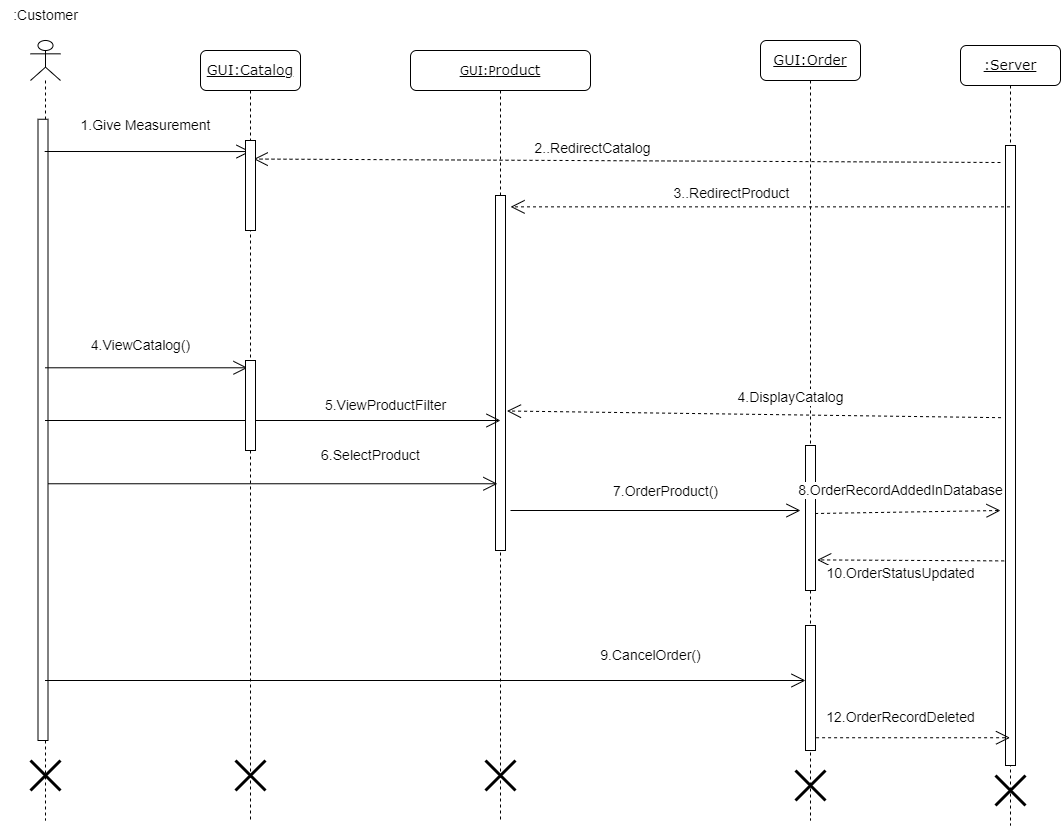 :Customer
GUI:Catalog
GUI:Product
GUI:Order
:Server
1.Give Measurement
2..RedirectCatalog
3..RedirectProduct
4.ViewCatalog()
4.DisplayCatalog
5.ViewProductFilter
6.SelectProduct
7.OrderProduct()
8.OrderRecordAddedInDatabase
10.OrderStatusUpdated
9.CancelOrder()
12.OrderRecordDeleted